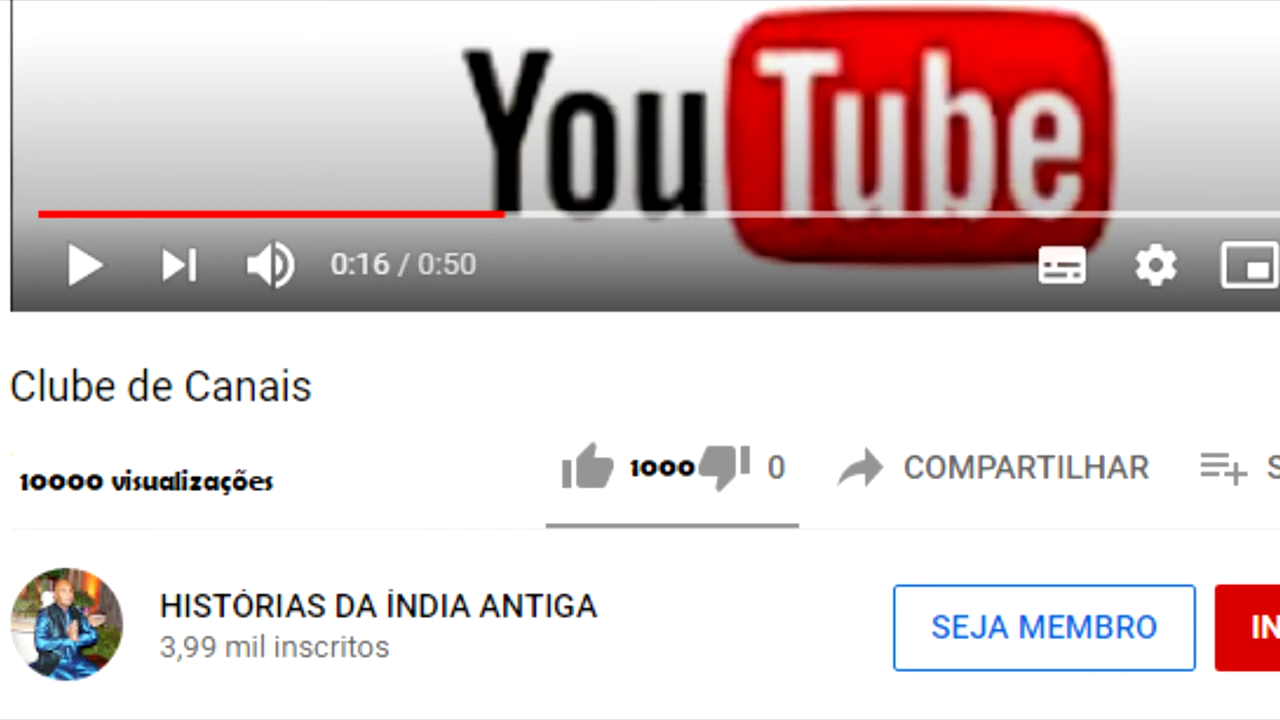 YouTube
0:16 / 0:50
Clube de Canais
10000 visualizações
1000 0 COMPARTILHAR S
HISTÓRIAS DA ÍNDIA ANTIGA
3,99 mil inscritos
SEJA MEMBRO IN